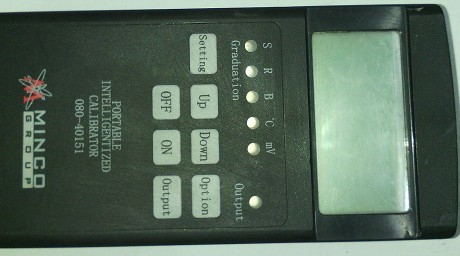 S R B ℃ mV
Graduation
Output
Setting Up Down Option
OFF ON Output
PORTABLE
INTELLIGENTIZED
CALIBRATOR
080-40151
MINCO
GROUP